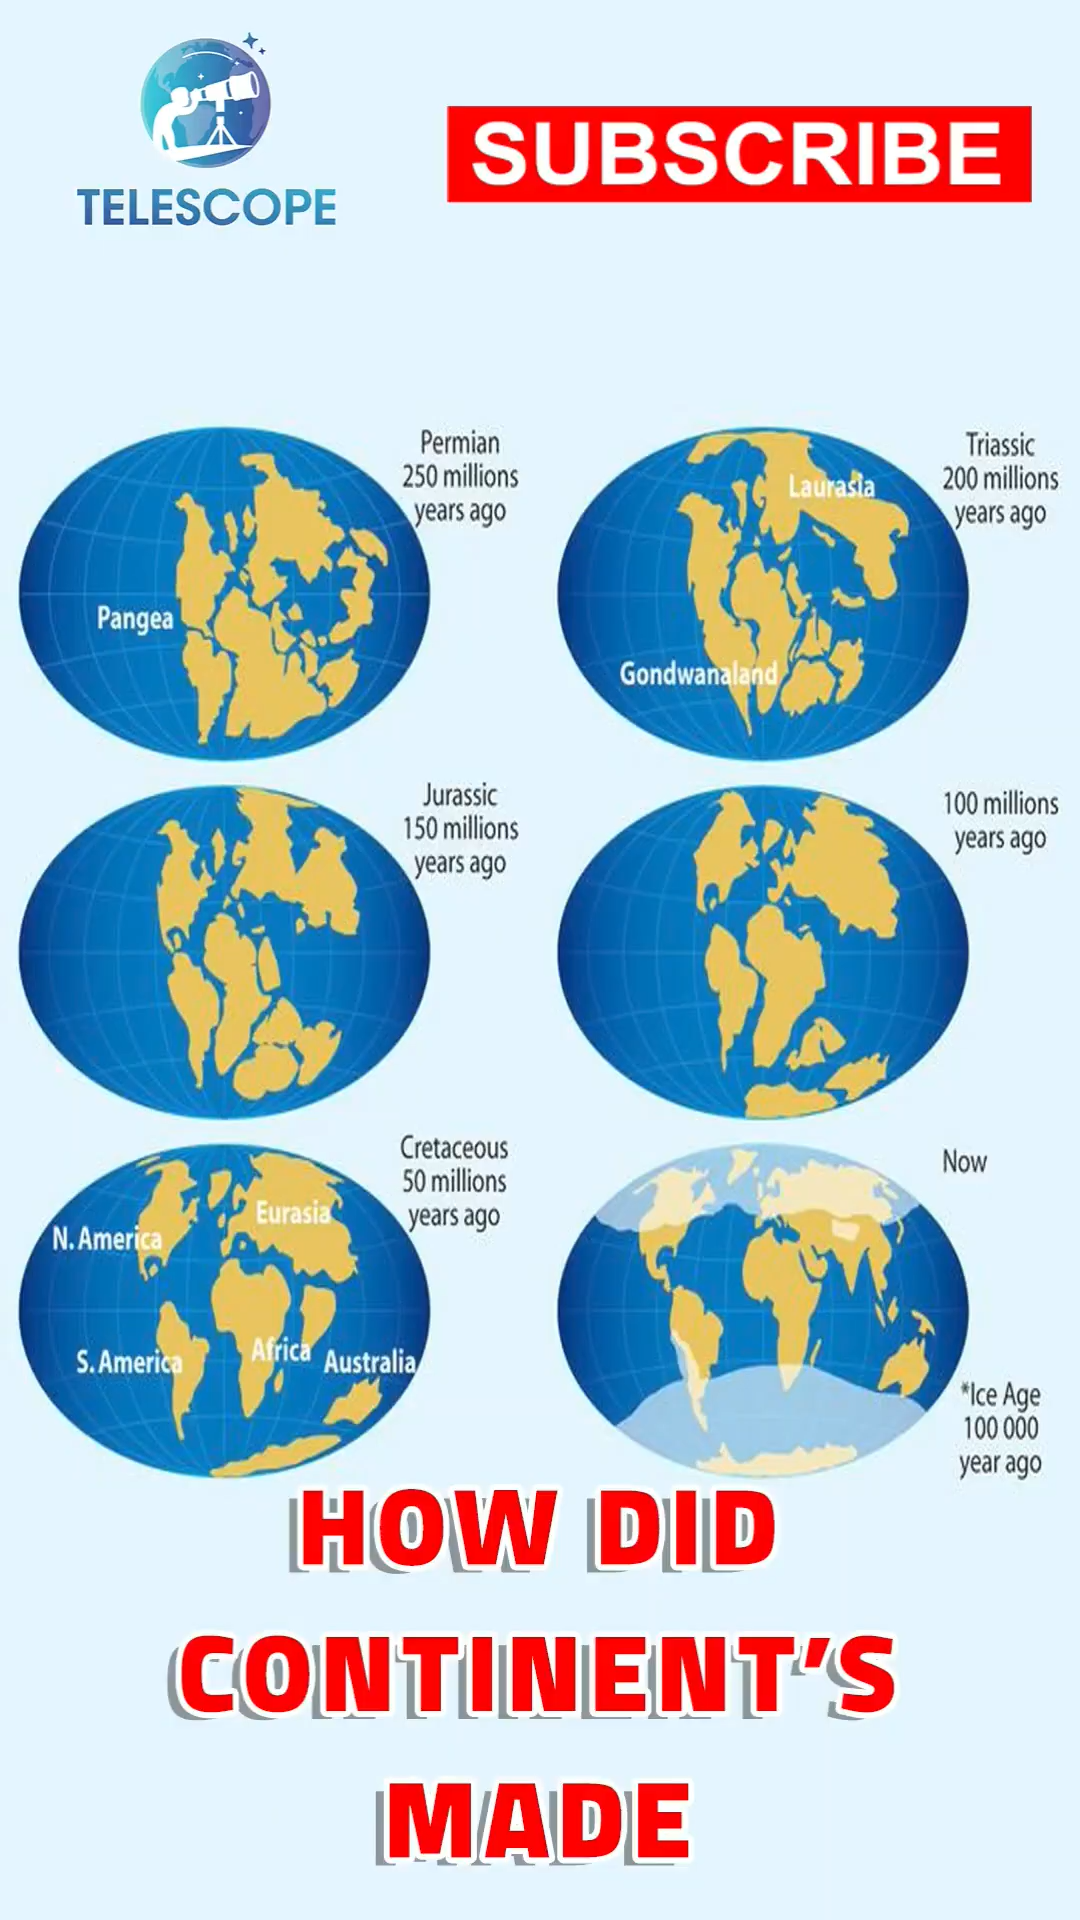 TELESCOPE
SUBSCRIBE
Permian
250 millions
years ago
Pangea
Triassic
200 millions
years ago
Laurasia
Gondwanaland
Jurassic
150 millions
years ago
100 millions
years ago
Cretaceous
50 millions
years ago
N. America
Eurasia
S. America
Africa
Australia
Now
*Ice Age
100 000
year ago
HOW DID
CONTINENT’S
MADE